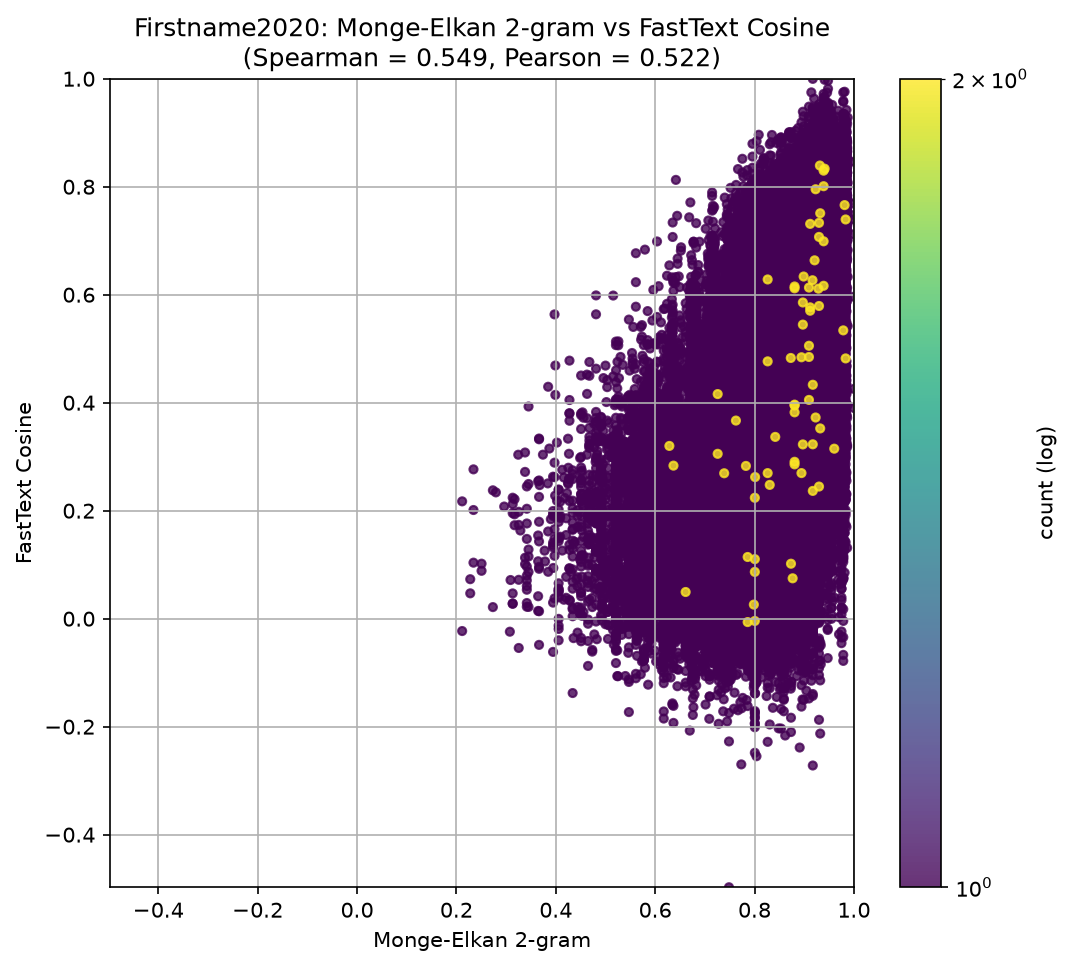 Firstname2020: Monge-Elkan 2-gram vs FastText Cosine
(Spearman = 0.549, Pearson = 0.522)
1.0
0.8
0.6
0.4
0.2
0.0
−0.2
−0.4
FastText Cosine
−0.4 −0.2 0.0 0.2 0.4 0.6 0.8 1.0
Monge-Elkan 2-gram
2 × 10⁰
10⁰
count (log)